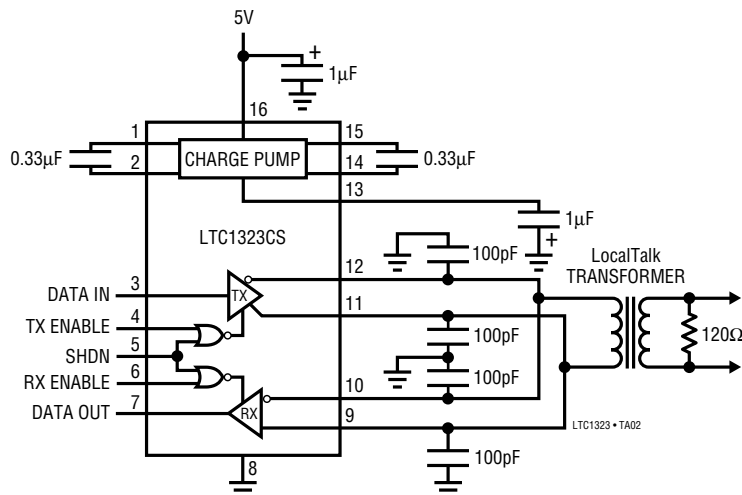 5V
+
1µF
16
1
15
0.33µF
CHARGE PUMP
0.33µF
2
14
13
LTC1323CS
1µF
+
12
100pF
LocalTalk
TRANSFORMER
DATA IN
3
TX
11
TX ENABLE
4
100pF
120Ω
SHDN
5
RX ENABLE
6
100pF
10
DATA OUT
7
RX
9
LTC1323 • TA02
8
100pF